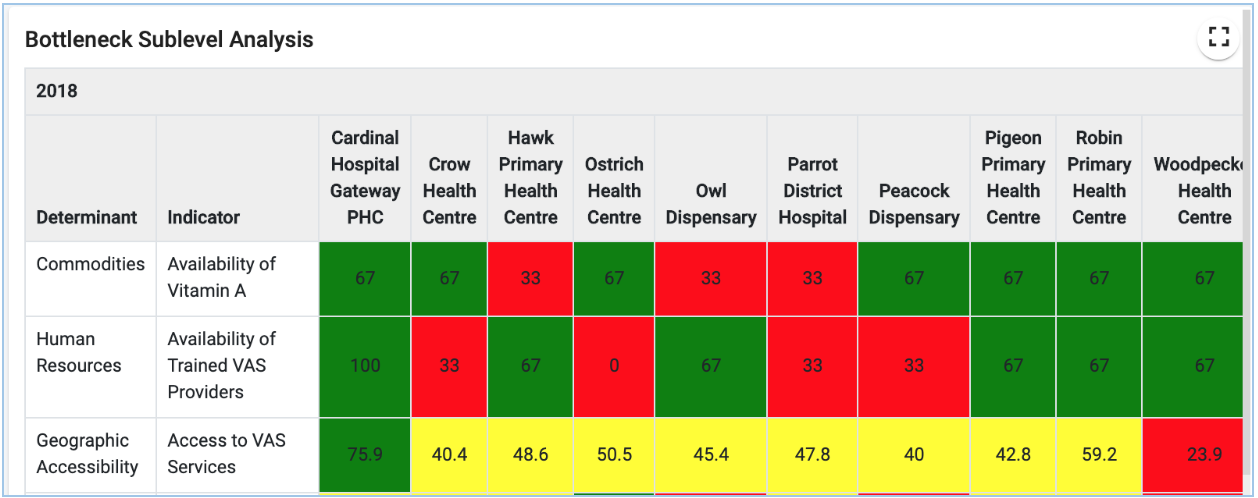 Bottleneck Sublevel Analysis
2018
Determinant Indicator Cardinal Hospital Gateway PHC Crow Health Centre Hawk Primary Health Centre Ostrich Health Centre Owl Dispensary Parrot District Hospital Peacock Dispensary Pigeon Primary Health Centre Robin Primary Health Centre Woodpecke Health Centre
Commodities Availability of Vitamin A 67 67 33 67 33 33 67 67 67 67
Human Resources Availability of Trained VAS Providers 100 33 67 0 67 33 33 67 67 67
Geographic Accessibility Access to VAS Services 75.9 40.4 48.6 50.5 45.4 47.8 40 42.8 59.2 23.9